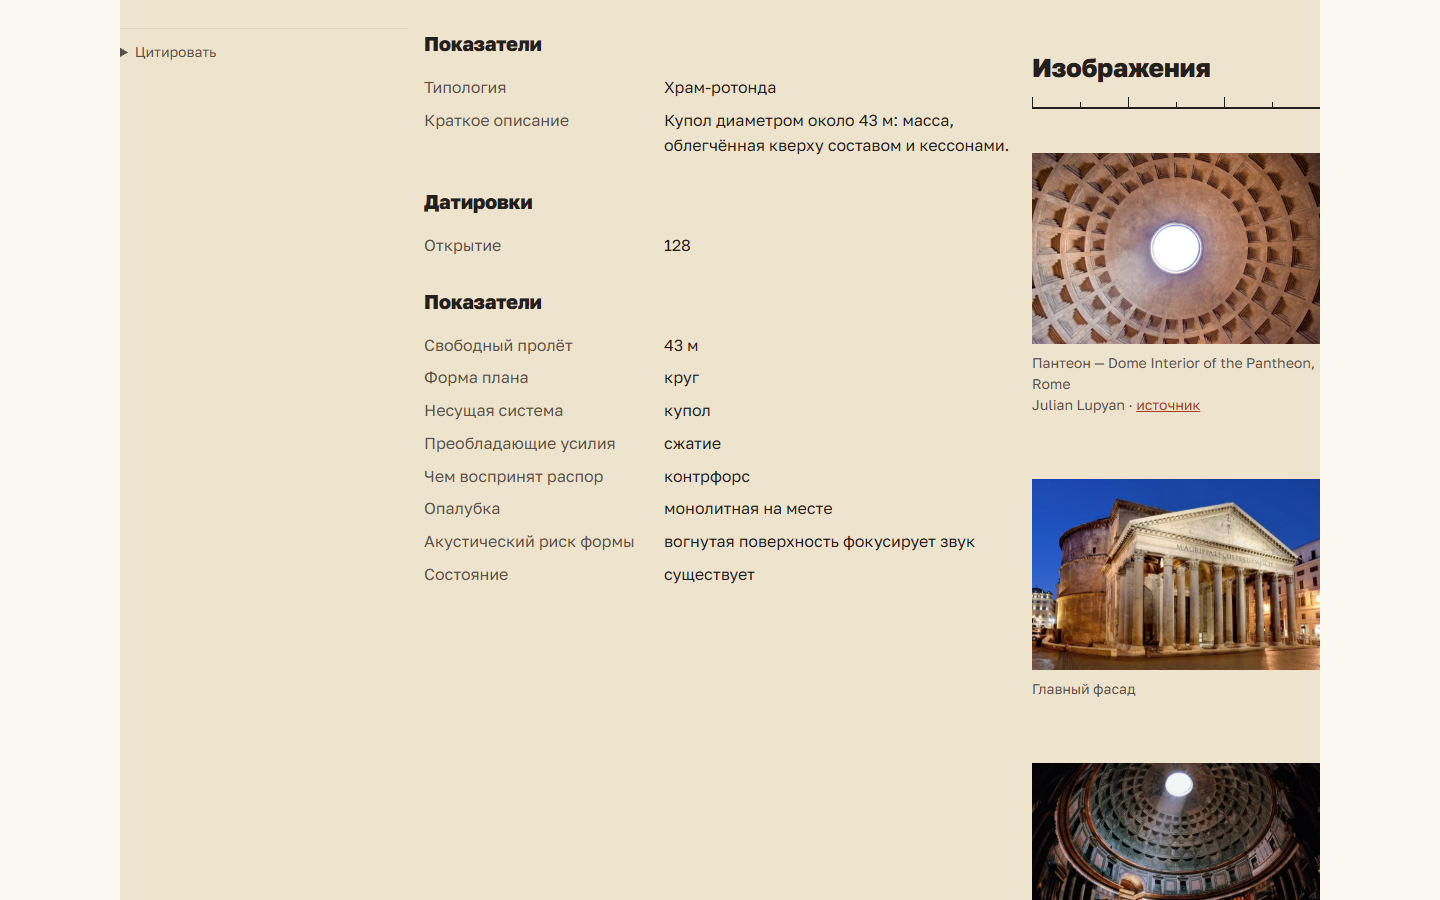 Цитировать
Показатели
Типология Храм-ротонда
Краткое описание Купол диаметром около 43 м: масса,
облегчённая кверху составом и кессонами.
Датировки
Открытие 128
Показатели
Свободный пролёт 43 м
Форма плана круг
Несущая система купол
Преобладающие усилия сжатие
Чем воспринят распор контрфорс
Опалубка монолитная на месте
Акустический риск формы вогнутая поверхность фокусирует звук
Состояние существует
Изображения
Пантеон — Dome Interior of the Pantheon,
Rome
Julian Lupyan · источник
Главный фасад